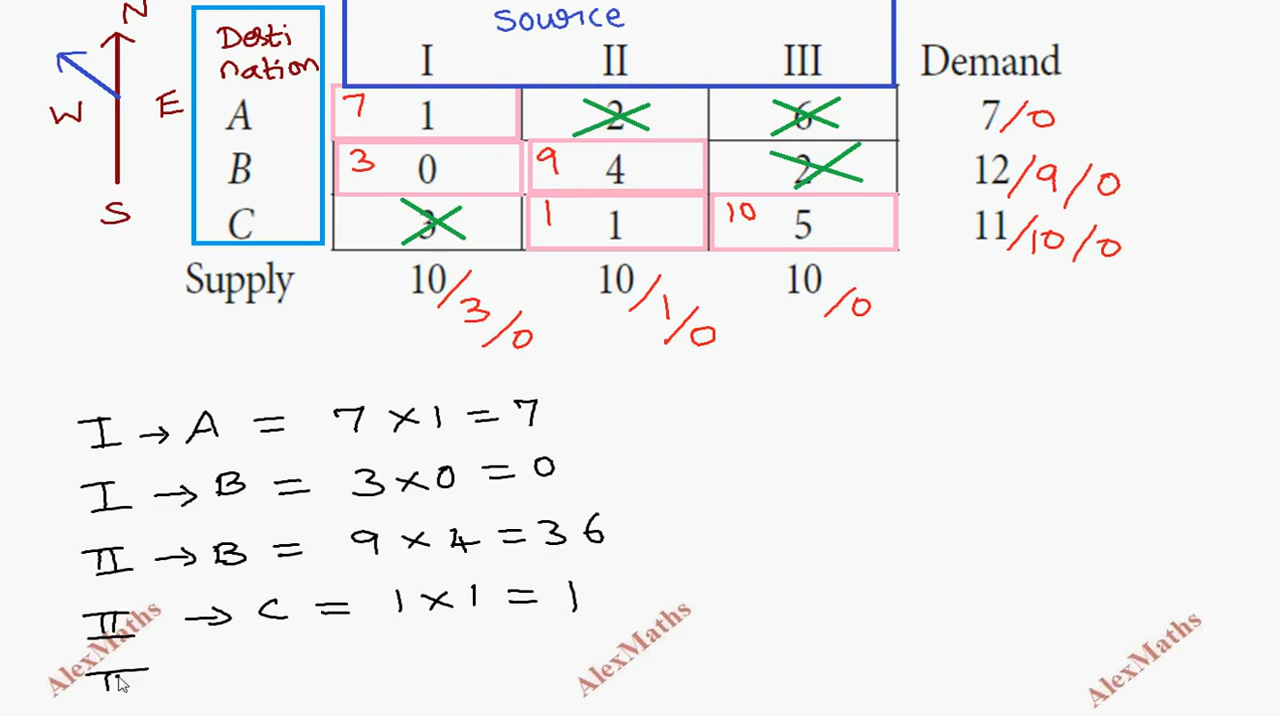 N
Source
Desti
nation
I II III Demand
W E
A 7 1 2 6 7/0
B 3 0 9 4 2 12/9/0
S
C 3 1 1 10 5 11/10/0
Supply 10/3/0 10/1/0 10/0
I → A = 7 × 1 = 7
I → B = 3 × 0 = 0
II → B = 9 × 4 = 36
II → C = 1 × 1 = 1
AlexMaths AlexMaths AlexMaths